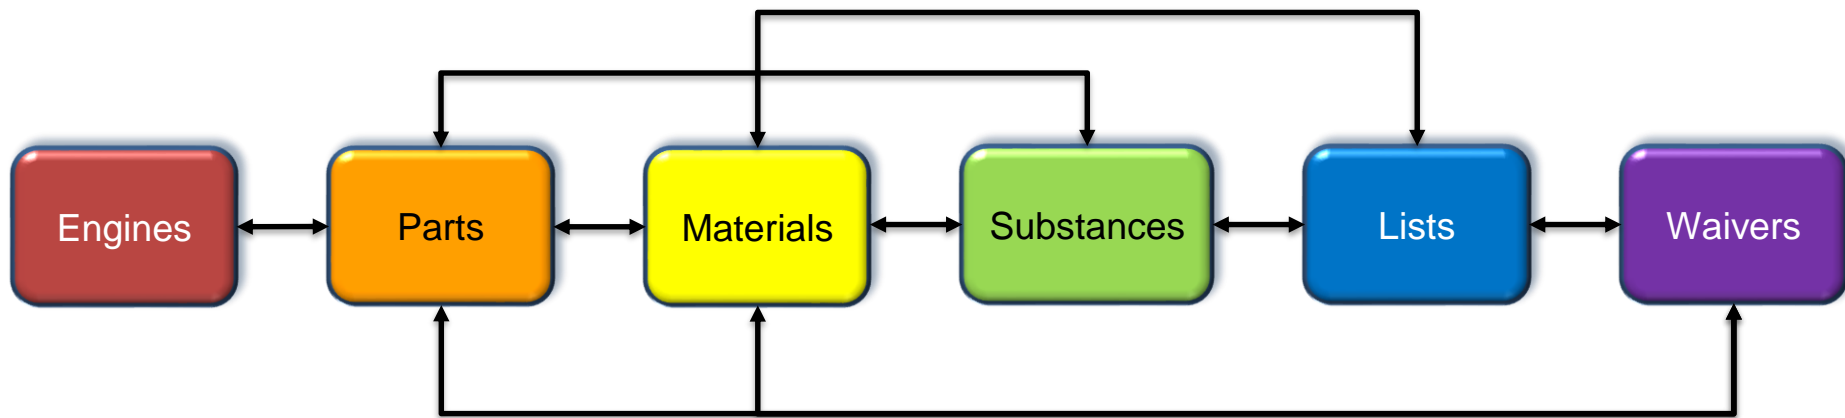 Engines
Parts
Materials
Substances
Lists
Waivers